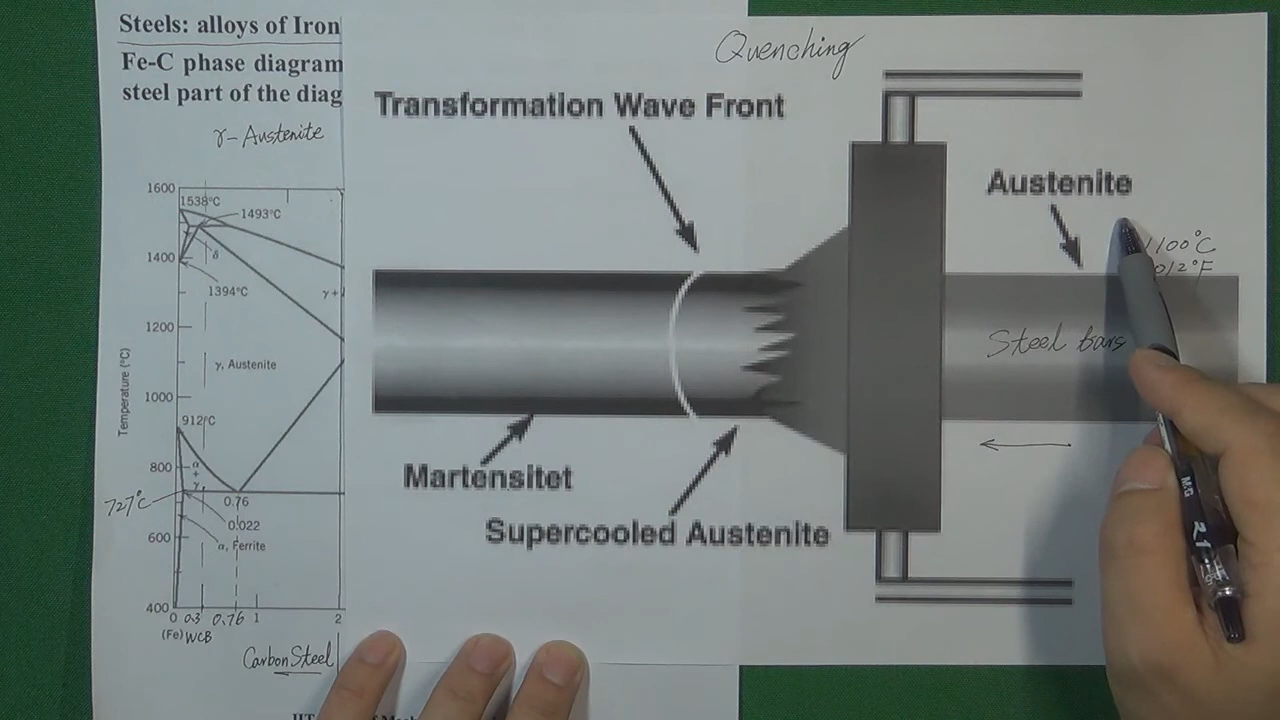 Steels: alloys of Iron
Fe-C phase diagram
steel part of the diag
γ-Austenite
1600
1538°C
1493°C
δ
1400
1394°C
γ+
1200
γ, Austenite
Temperature (°C)
1000
912°C
800
α
+
γ
727°C
0.76
0.022
600
α, Ferrite
400
0 0.3 0.76 1 2
(Fe) WCB
Carbon Steel
Quenching
Transformation Wave Front
Austenite
1100°C
012°F
Steel bars
Martensitet
Supercooled Austenite
M&G